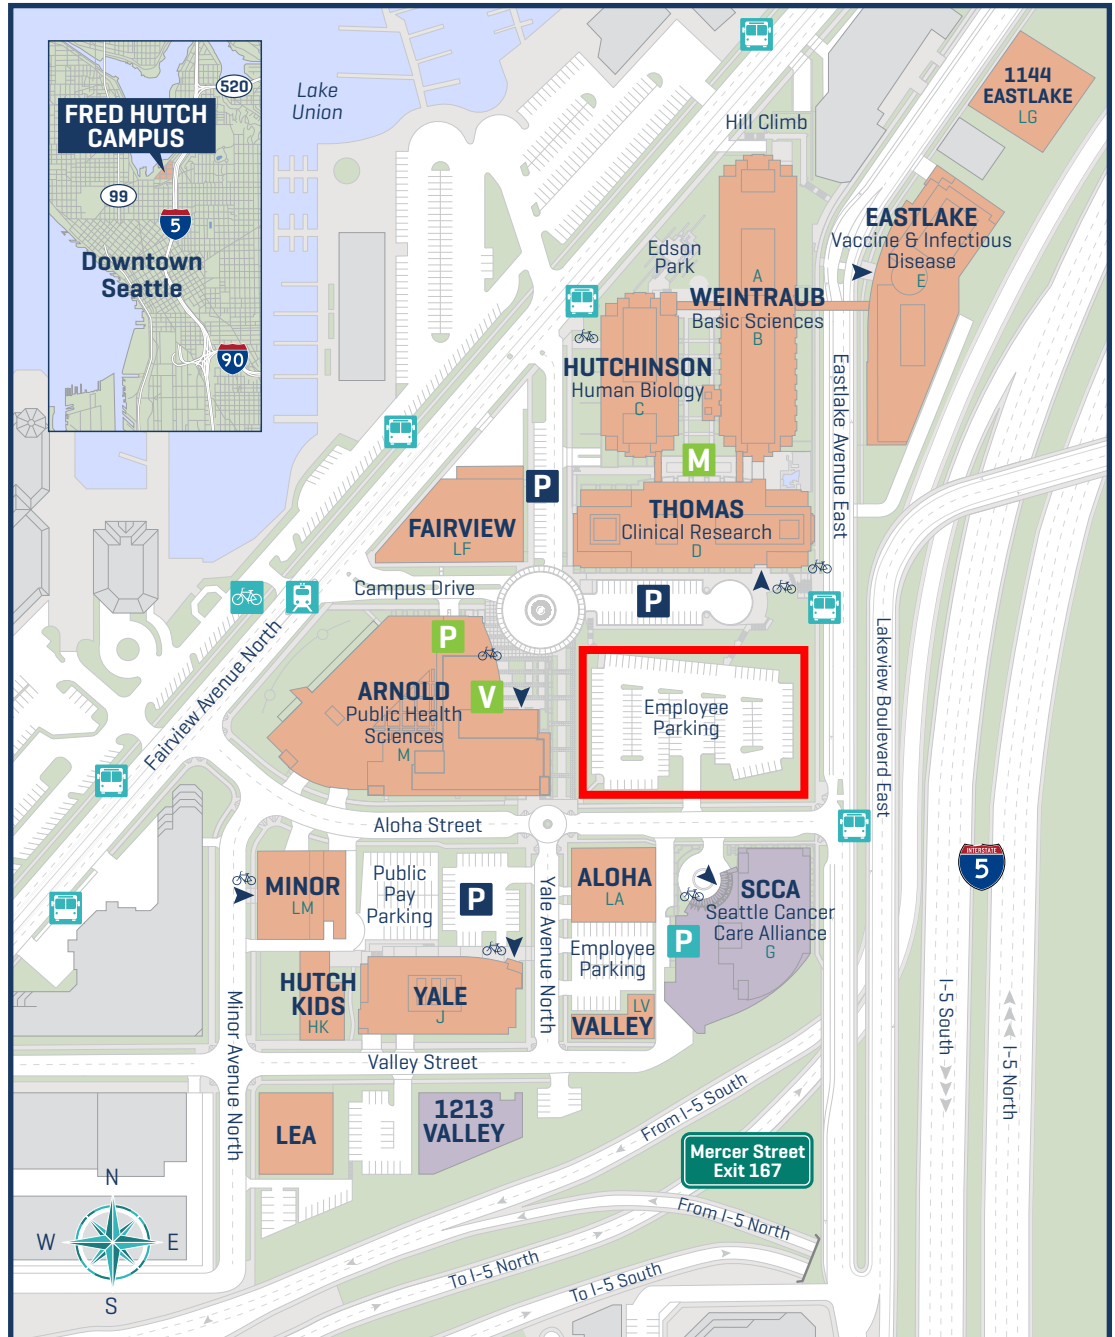 Lake
Union
520
FRED HUTCH
CAMPUS
99
5
Downtown
Seattle
90
Hill Climb
1144
EASTLAKE
LG
EASTLAKE
Vaccine & Infectious
Disease
E
Edson
Park
A
WEINTRAUB
Basic Sciences
B
HUTCHINSON
Human Biology
C
Eastlake Avenue East
M
P
THOMAS
Clinical Research
D
FAIRVIEW
LF
Campus Drive
P
P
Fairview Avenue North
ARNOLD
Public Health
Sciences
M
V
Employee
Parking
Lakeview Boulevard East
Aloha Street
INTERSTATE
5
MINOR
LM
Public
Pay
Parking
P
Yale Avenue North
ALOHA
LA
SCCA
Seattle Cancer
Care Alliance
G
P
Employee
Parking
HUTCH
KIDS
HK
YALE
J
LV
VALLEY
Minor Avenue North
Valley Street
I-5 South
I-5 North
LEA
1213
VALLEY
From I-5 South
Mercer Street
Exit 167
From I-5 North
To I-5 North
To I-5 South
N
W
E
S